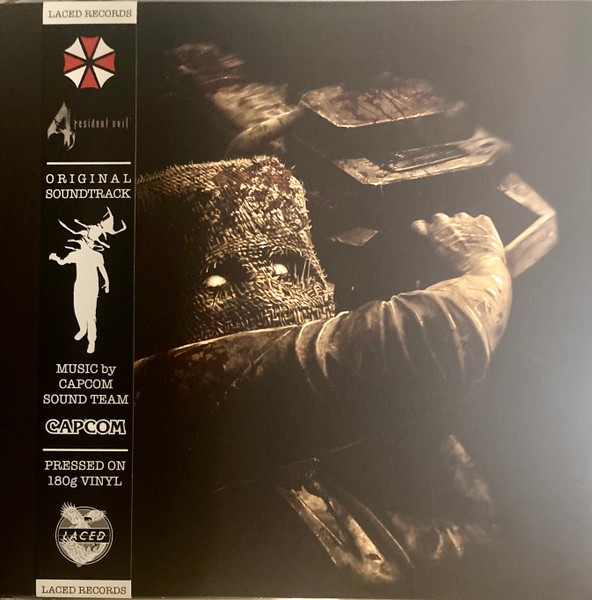 LACED RECORDS
4 resident evil
ORIGINAL
SOUNDTRACK
MUSIC by
CAPCOM
SOUND TEAM
CAPCOM
PRESSED ON
180g VINYL
LACED
LACED RECORDS